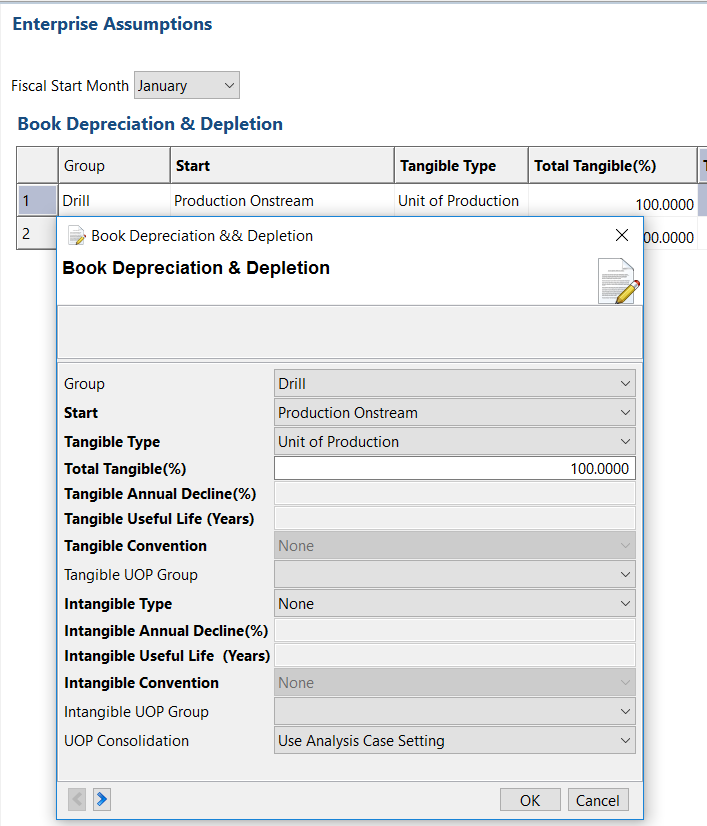 Enterprise Assumptions
Fiscal Start Month January
Book Depreciation & Depletion
Group Start Tangible Type Total Tangible(%)
1 Drill Production Onstream Unit of Production 100.0000
2 00.0000
Book Depreciation && Depletion
Book Depreciation & Depletion
Group Drill
Start Production Onstream
Tangible Type Unit of Production
Total Tangible(%) 100.0000
Tangible Annual Decline(%)
Tangible Useful Life (Years)
Tangible Convention None
Tangible UOP Group
Intangible Type None
Intangible Annual Decline(%)
Intangible Useful Life (Years)
Intangible Convention None
Intangible UOP Group
UOP Consolidation Use Analysis Case Setting
OK Cancel